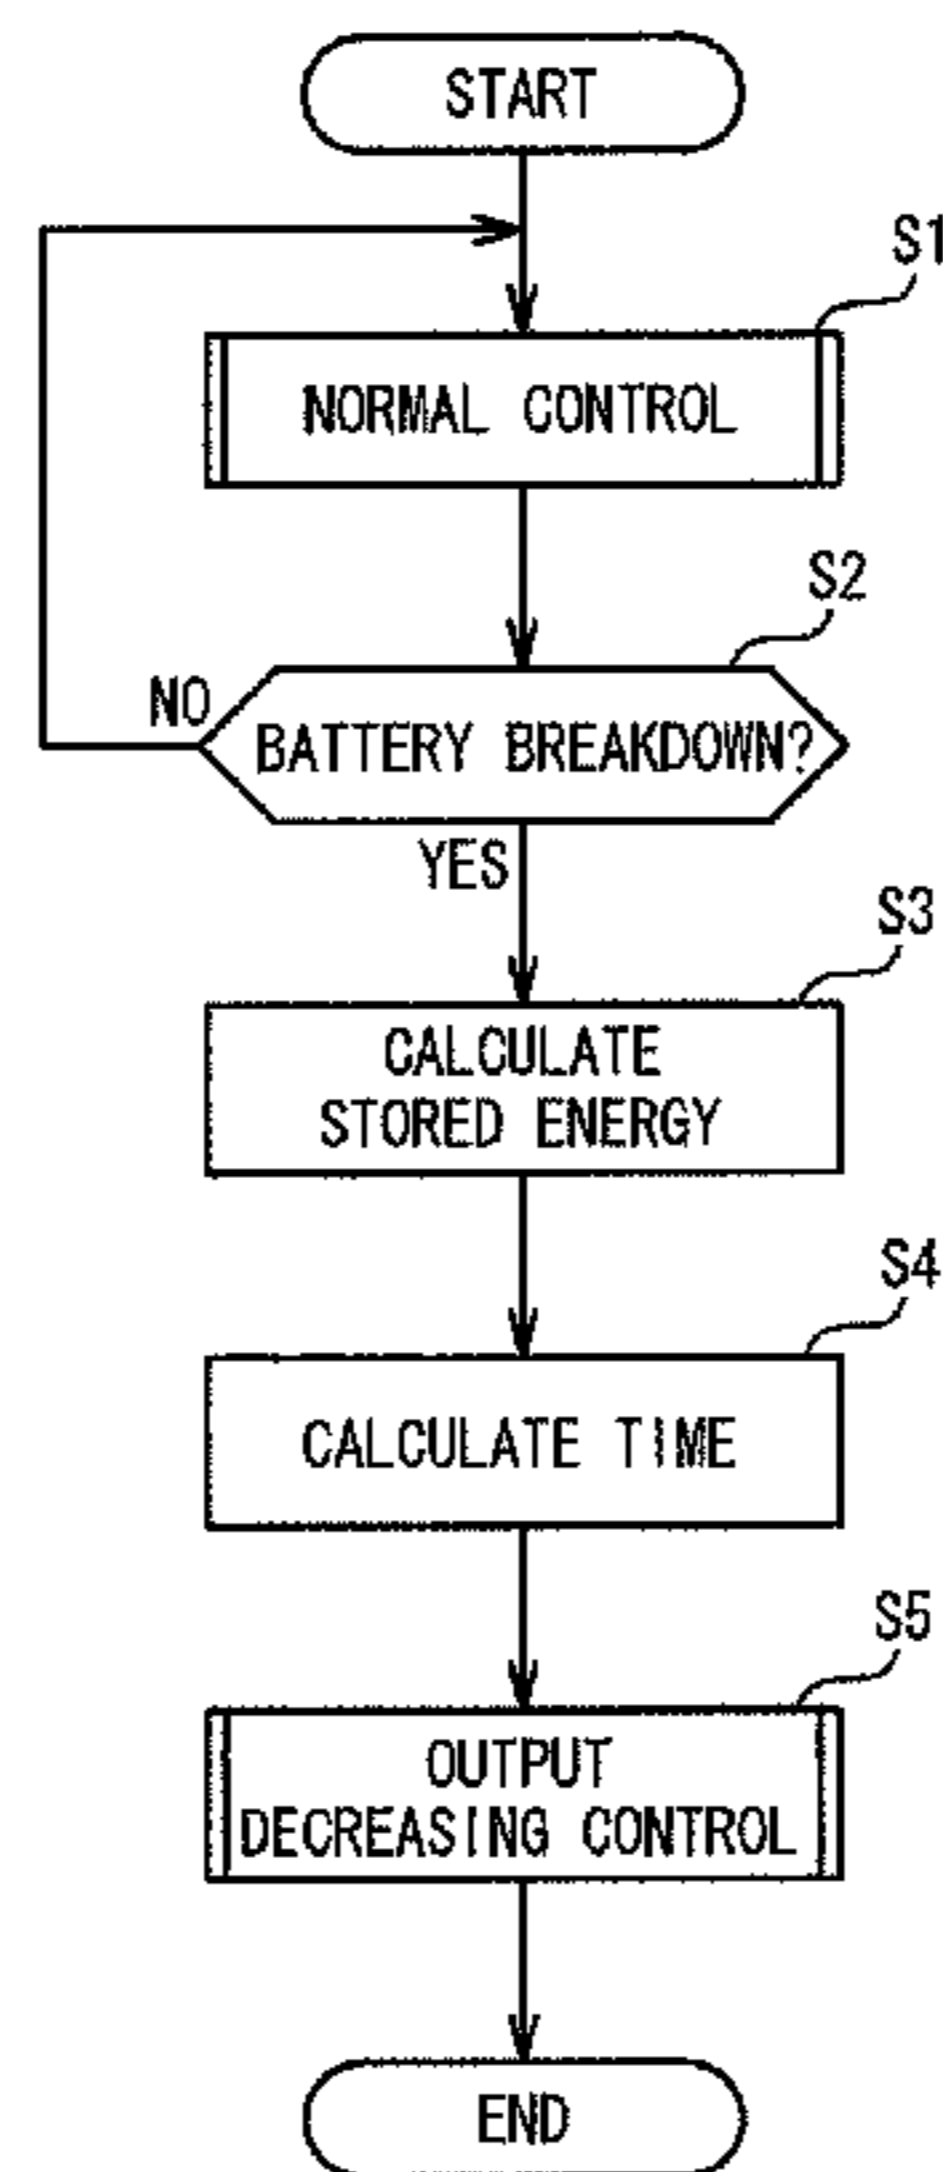 START
S1
NORMAL CONTROL
S2
NO
BATTERY BREAKDOWN?
YES
S3
CALCULATE
STORED ENERGY
S4
CALCULATE TIME
S5
OUTPUT
DECREASING CONTROL
END